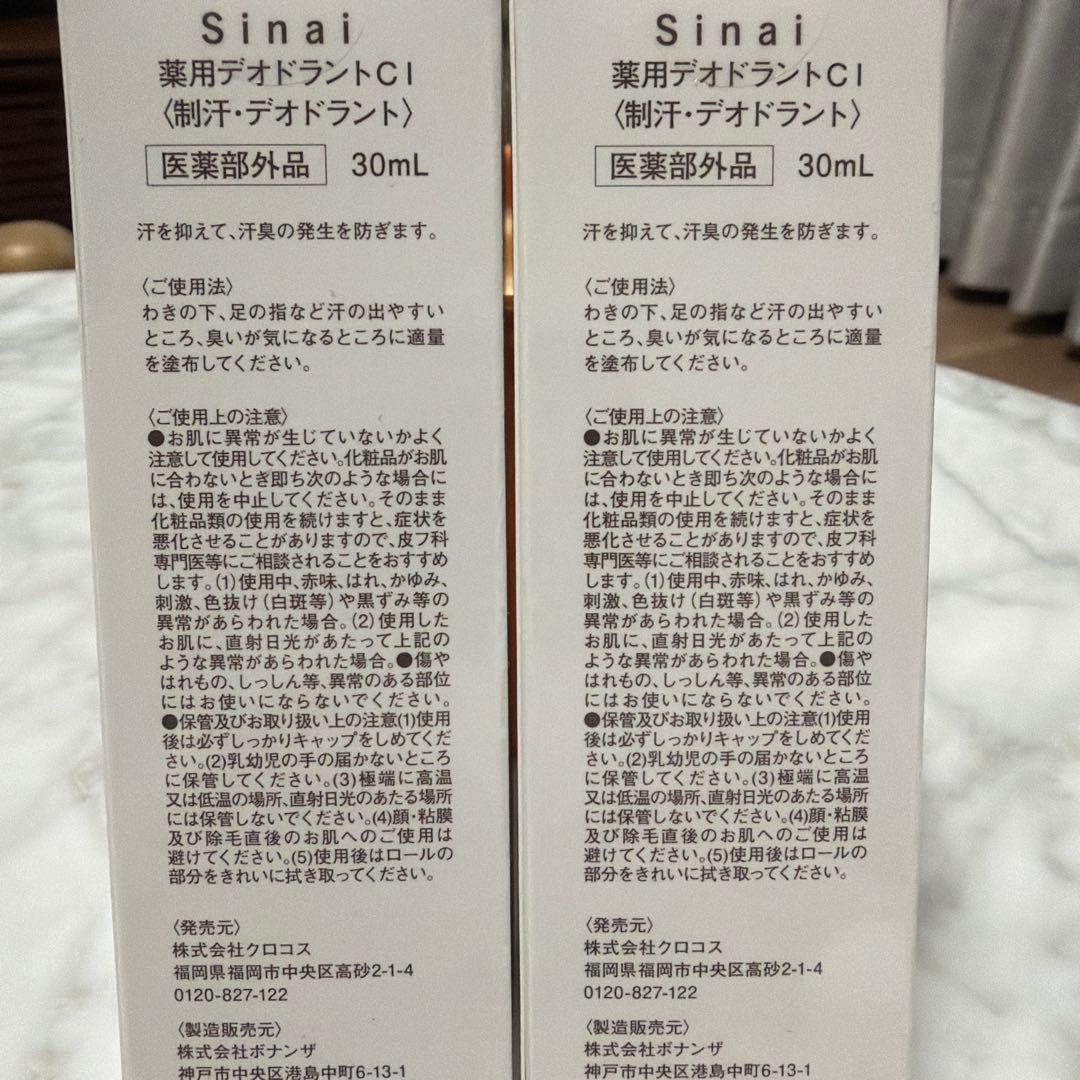 Sinai
薬用デオドラントCI
〈制汗・デオドラント〉
医薬部外品 30mL
汗を抑えて、汗臭の発生を防ぎます。
〈ご使用法〉
わきの下、足の指など汗の出やすい
ところ、臭いが気になるところに適量
を塗布してください。
〈ご使用上の注意〉
●お肌に異常が生じていないかよく
注意して使用してください。化粧品がお肌
に合わないとき即ち次のような場合に
は、使用を中止してください。そのまま
化粧品類の使用を続けますと、症状を
悪化させることがありますので、皮フ科
専門医等にご相談されることをおすすめ
します。(1)使用中、赤味、はれ、かゆみ、
刺激、色抜け(白斑等)や黒ずみ等の
異常があらわれた場合。(2)使用した
お肌に、直射日光があたって上記の
ような異常があらわれた場合。●傷や
はれもの、しっしん等、異常のある部位
にはお使いにならないでください。
●保管及びお取り扱い上の注意(1)使用
後は必ずしっかりキャップをしめてくだ
さい。(2)乳幼児の手の届かないところ
に保管してください。(3)極端に高温
又は低温の場所、直射日光のあたる場所
には保管しないでください。(4)顔・粘膜
及び除毛直後のお肌へのご使用は
避けてください。(5)使用後はロールの
部分をきれいに拭き取ってください。
〈発売元〉
株式会社クロコス
福岡県福岡市中央区高砂2-1-4
0120-827-122
〈製造販売元〉
株式会社ボナンザ
神戸市中央区港島中町6-13-1
Sinai
薬用デオドラントCI
〈制汗・デオドラント〉
医薬部外品 30mL
汗を抑えて、汗臭の発生を防ぎます。
〈ご使用法〉
わきの下、足の指など汗の出やすい
ところ、臭いが気になるところに適量
を塗布してください。
〈ご使用上の注意〉
●お肌に異常が生じていないかよく
注意して使用してください。化粧品がお肌
に合わないとき即ち次のような場合に
は、使用を中止してください。そのまま
化粧品類の使用を続けますと、症状を
悪化させることがありますので、皮フ科
専門医等にご相談されることをおすすめ
します。(1)使用中、赤味、はれ、かゆみ、
刺激、色抜け(白斑等)や黒ずみ等の
異常があらわれた場合。(2)使用した
お肌に、直射日光があたって上記の
ような異常があらわれた場合。●傷や
はれもの、しっしん等、異常のある部位
にはお使いにならないでください。
●保管及びお取り扱い上の注意(1)使用
後は必ずしっかりキャップをしめてくだ
さい。(2)乳幼児の手の届かないところ
に保管してください。(3)極端に高温
又は低温の場所、直射日光のあたる場所
には保管しないでください。(4)顔・粘膜
及び除毛直後のお肌へのご使用は
避けてください。(5)使用後はロールの
部分をきれいに拭き取ってください。
〈発売元〉
株式会社クロコス
福岡県福岡市中央区高砂2-1-4
0120-827-122
〈製造販売元〉
株式会社ボナンザ
神戸市中央区港島中町6-13-1